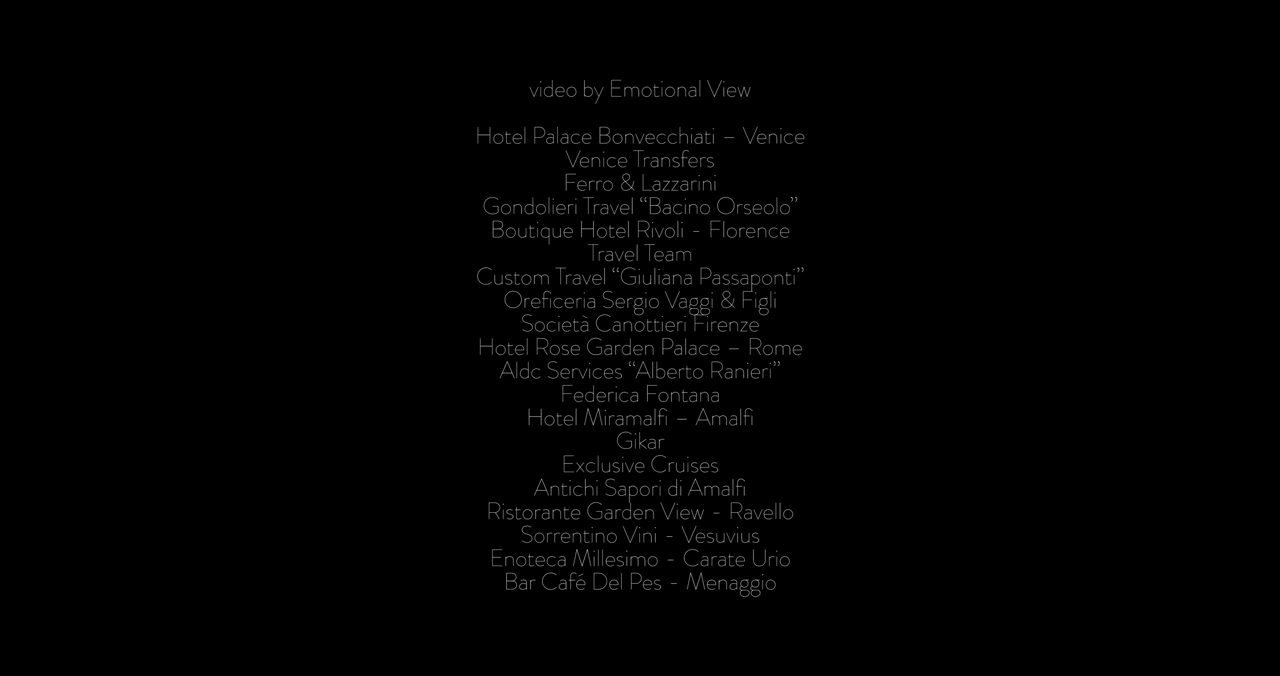 video by Emotional View
Hotel Palace Bonvecchiati – Venice
Venice Transfers
Ferro & Lazzarini
Gondolieri Travel “Bacino Orseolo”
Boutique Hotel Rivoli - Florence
Travel Team
Custom Travel “Giuliana Passaponti”
Oreficeria Sergio Vaggi & Figli
Società Canottieri Firenze
Hotel Rose Garden Palace – Rome
Aldc Services “Alberto Ranieri”
Federica Fontana
Hotel Miramalfi – Amalfi
Gikar
Exclusive Cruises
Antichi Sapori di Amalfi
Ristorante Garden View - Ravello
Sorrentino Vini - Vesuvius
Enoteca Millesimo - Carate Urio
Bar Café Del Pes - Menaggio